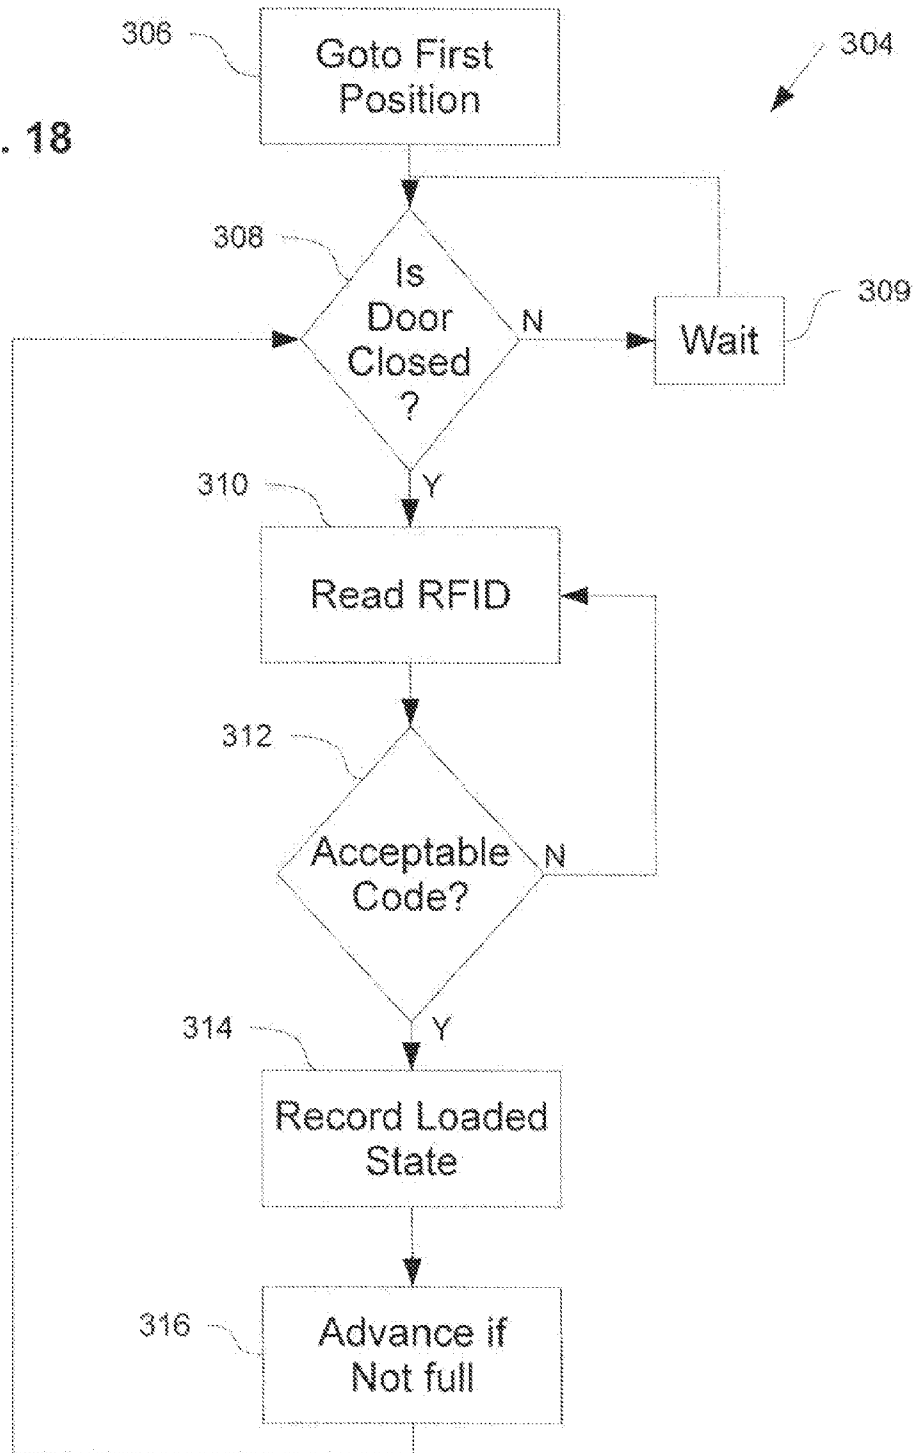 306
Goto First
Position
304
. 18
308
Is
Door
Closed
?
N
Wait
309
Y
310
Read RFID
312
Acceptable
Code?
N
Y
314
Record Loaded
State
316
Advance if
Not full